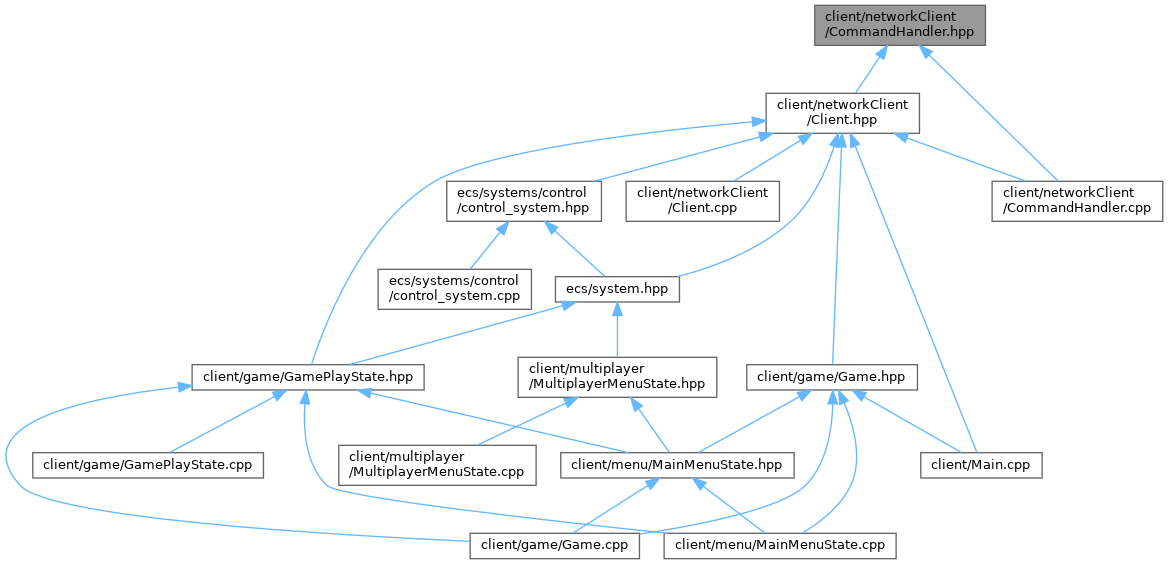 client/networkClient
/CommandHandler.hpp
client/networkClient
/Client.hpp
ecs/systems/control
/control_system.hpp
client/networkClient
/Client.cpp
client/networkClient
/CommandHandler.cpp
ecs/systems/control
/control_system.cpp
ecs/system.hpp
client/game/GamePlayState.hpp
client/multiplayer
/MultiplayerMenuState.hpp
client/game/Game.hpp
client/game/GamePlayState.cpp
client/multiplayer
/MultiplayerMenuState.cpp
client/menu/MainMenuState.hpp
client/Main.cpp
client/game/Game.cpp
client/menu/MainMenuState.cpp